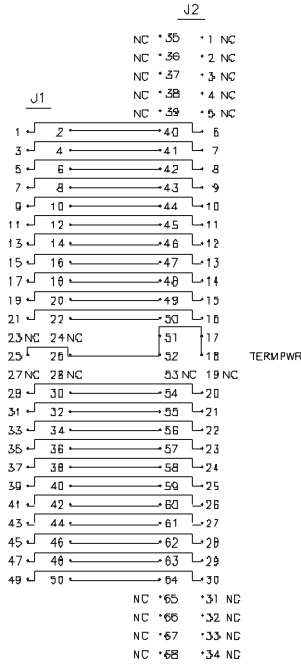 J2
NC 35 1 NC
NC 36 2 NC
NC 37 3 NC
NC 38 4 NC
J1
NC 39 5 NC
1 2 40 6
3 4 41 7
5 6 42 8
7 8 43 9
9 10 44 10
11 12 45 11
13 14 46 12
15 16 47 13
17 18 48 14
19 20 49 15
21 22 50 16
23 NC 24 NC 51 17
25 26 52 18 TERMPWR
27 NC 28 NC 53 NC 19 NC
29 30 54 20
31 32 55 21
33 34 56 22
35 36 57 23
37 38 58 24
39 40 59 25
41 42 60 26
43 44 61 27
45 46 62 28
47 48 63 29
49 50 64 30
NC 65 31 NC
NC 66 32 NC
NC 67 33 NC
NC 68 34 NC